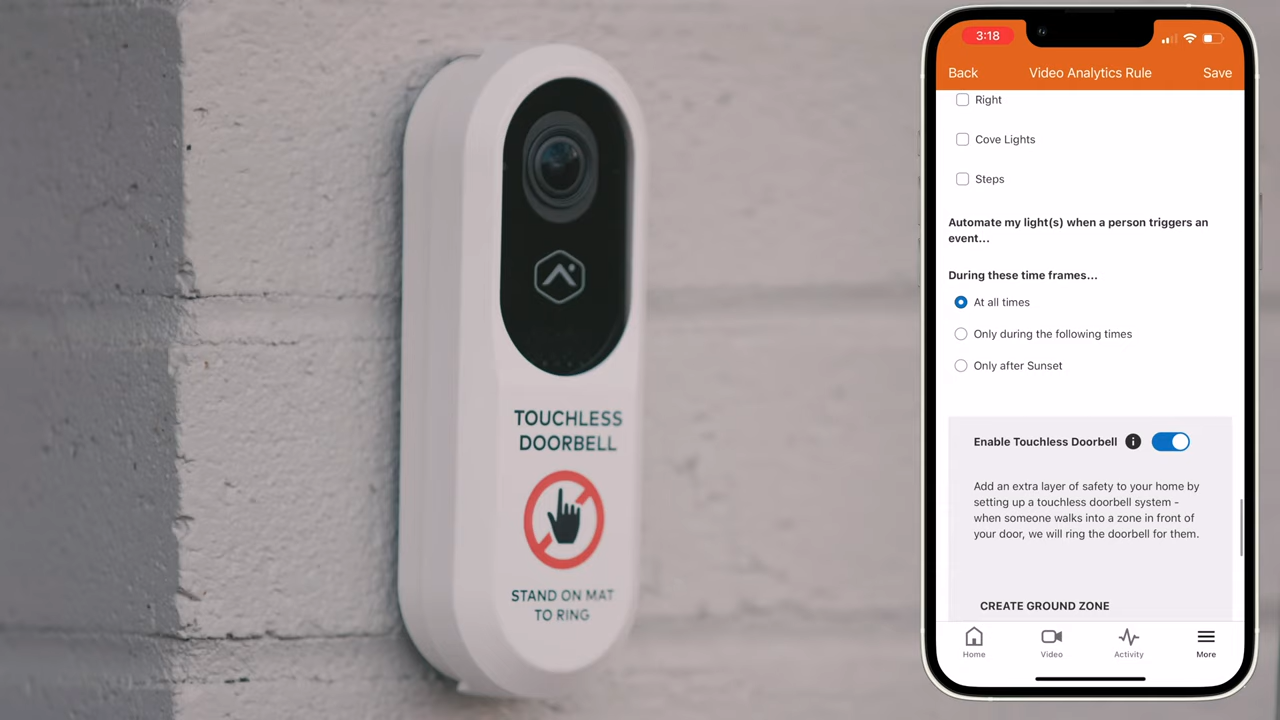 TOUCHLESS
DOORBELL
STAND ON MAT
TO RING
3:18
Back
Video Analytics Rule
Save
Right
Cove Lights
Steps
Automate my light(s) when a person triggers an
event...
During these time frames...
At all times
Only during the following times
Only after Sunset
Enable Touchless Doorbell
i
Add an extra layer of safety to your home by
setting up a touchless doorbell system -
when someone walks into a zone in front of
your door, we will ring the doorbell for them.
CREATE GROUND ZONE
Home
Video
Activity
More